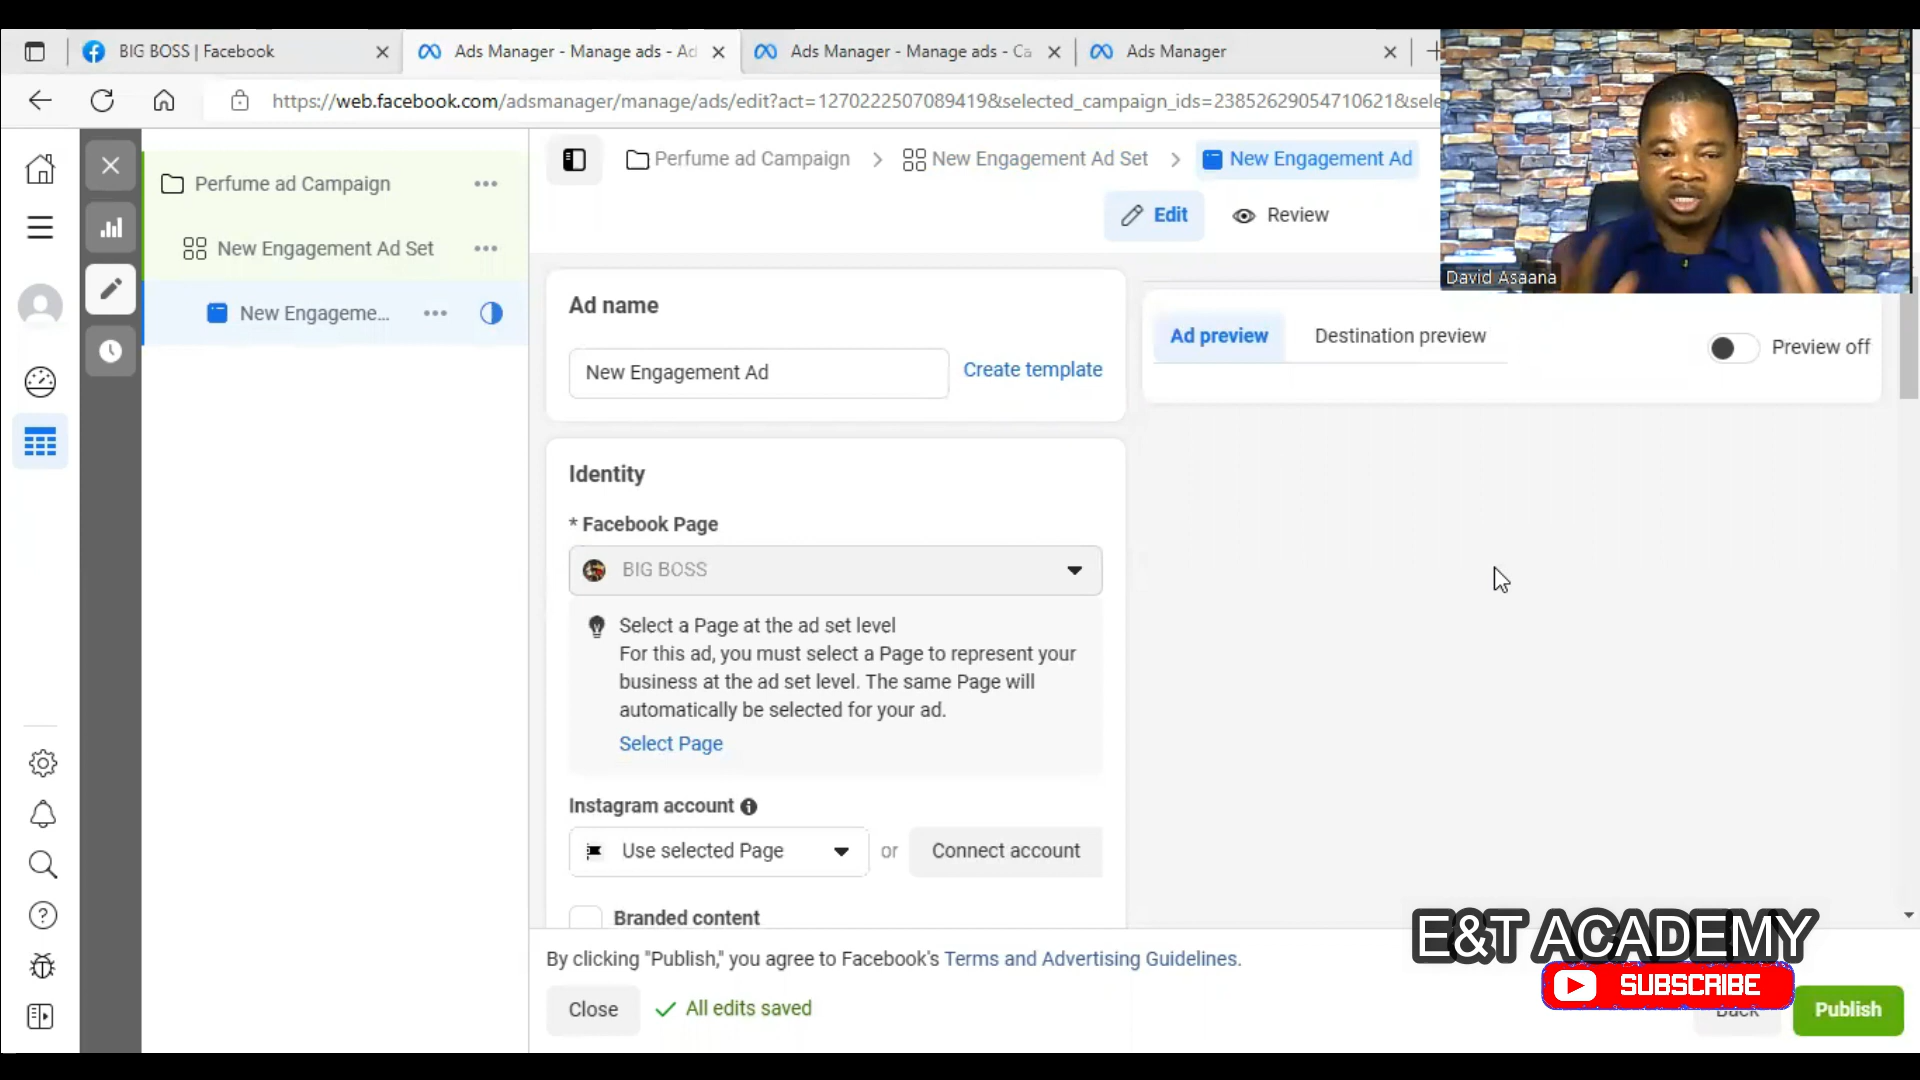 BIG BOSS | Facebook
Ads Manager - Manage ads - Ad
Ads Manager - Manage ads - Ca
Ads Manager
https://web.facebook.com/adsmanager/manage/ads/edit?act=1270222507089419&selected_campaign_ids=23852629054710621&sele
David Asaana
Perfume ad Campaign
New Engagement Ad Set
New Engageme...
Perfume ad Campaign > New Engagement Ad Set > New Engagement Ad
Edit
Review
Ad name
New Engagement Ad
Create template
Identity
* Facebook Page
BIG BOSS
Select a Page at the ad set level
For this ad, you must select a Page to represent your
business at the ad set level. The same Page will
automatically be selected for your ad.
Select Page
Instagram account
Use selected Page
or
Connect account
Branded content
Ad preview
Destination preview
Preview off
By clicking "Publish," you agree to Facebook's Terms and Advertising Guidelines.
Close
All edits saved
E&T ACADEMY
SUBSCRIBE
Back
Publish